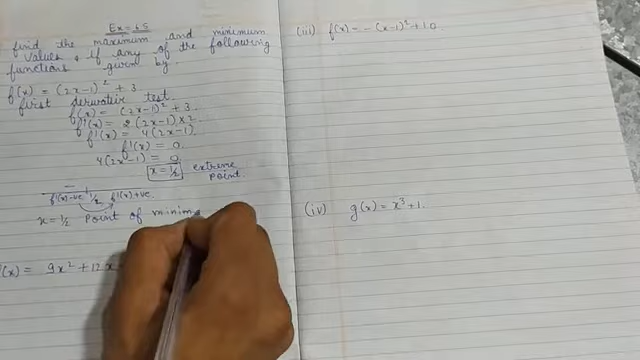 Ex = 6.5
find the maximum and minimum
values, if any of the following
functions given by.
f(x) = (2x-1)² + 3
first derivative test
f(x) = (2x-1)² + 3.
f'(x) = 2(2x-1)×2
f'(x) = 4(2x-1).
f'(x) = 0.
4(2x-1) = 0
x = 1/2 extreme point.
f'(x) -ve 1/2 f'(x) +ve.
x = 1/2 point of minima
(x) = 9x² + 12x
(iii) f(x) = -(x-1)² + 10
(iv) g(x) = x³ + 1.